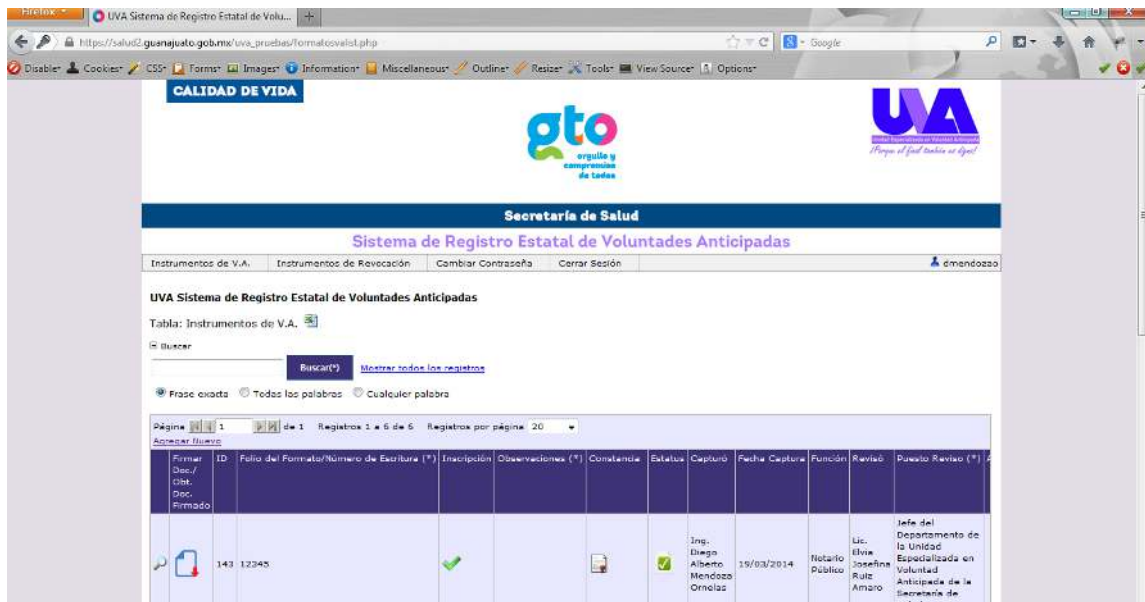 Firefox
UVA Sistema de Registro Estatal de Volu...
https://salud2.guanajuato.gob.mx/uva_pruebas/formatosvalist.php
Google
Disable Cookies CSS Forms Images Information Miscellaneous Outline Resize Tools View Source Options
CALIDAD DE VIDA
gto
orgullo y
compromiso
de todos
UVA
¡Porque el final también es digno!
Secretaría de Salud
Sistema de Registro Estatal de Voluntades Anticipadas
Instrumentos de V.A. Instrumentos de Revocación Cambiar Contraseña Cerrar Sesión dmendozao
UVA Sistema de Registro Estatal de Voluntades Anticipadas
Tabla: Instrumentos de V.A.
Buscar
Buscar(*) Mostrar todos los registros
Frase exacta Todas las palabras Cualquier palabra
Página 1 de 1 Registros 1 a 6 de 6 Registros por página 20
Agregar Nuevo
Firmar Doc./ Obt. Doc. Firmado ID Folio del Formato/Número de Escritura (*) Inscripción Observaciones (*) Constancia Estatus Capturó Fecha Captura Función Revisó Puesto Reviso (*)
143 12345 Ing. Diego Alberto Mendoza Ornelas 19/03/2014 Notario Público Lic. Elvia Josefina Ruiz Amaro Jefe del Departamento de la Unidad Especializada en Voluntad Anticipada de la Secretaría de